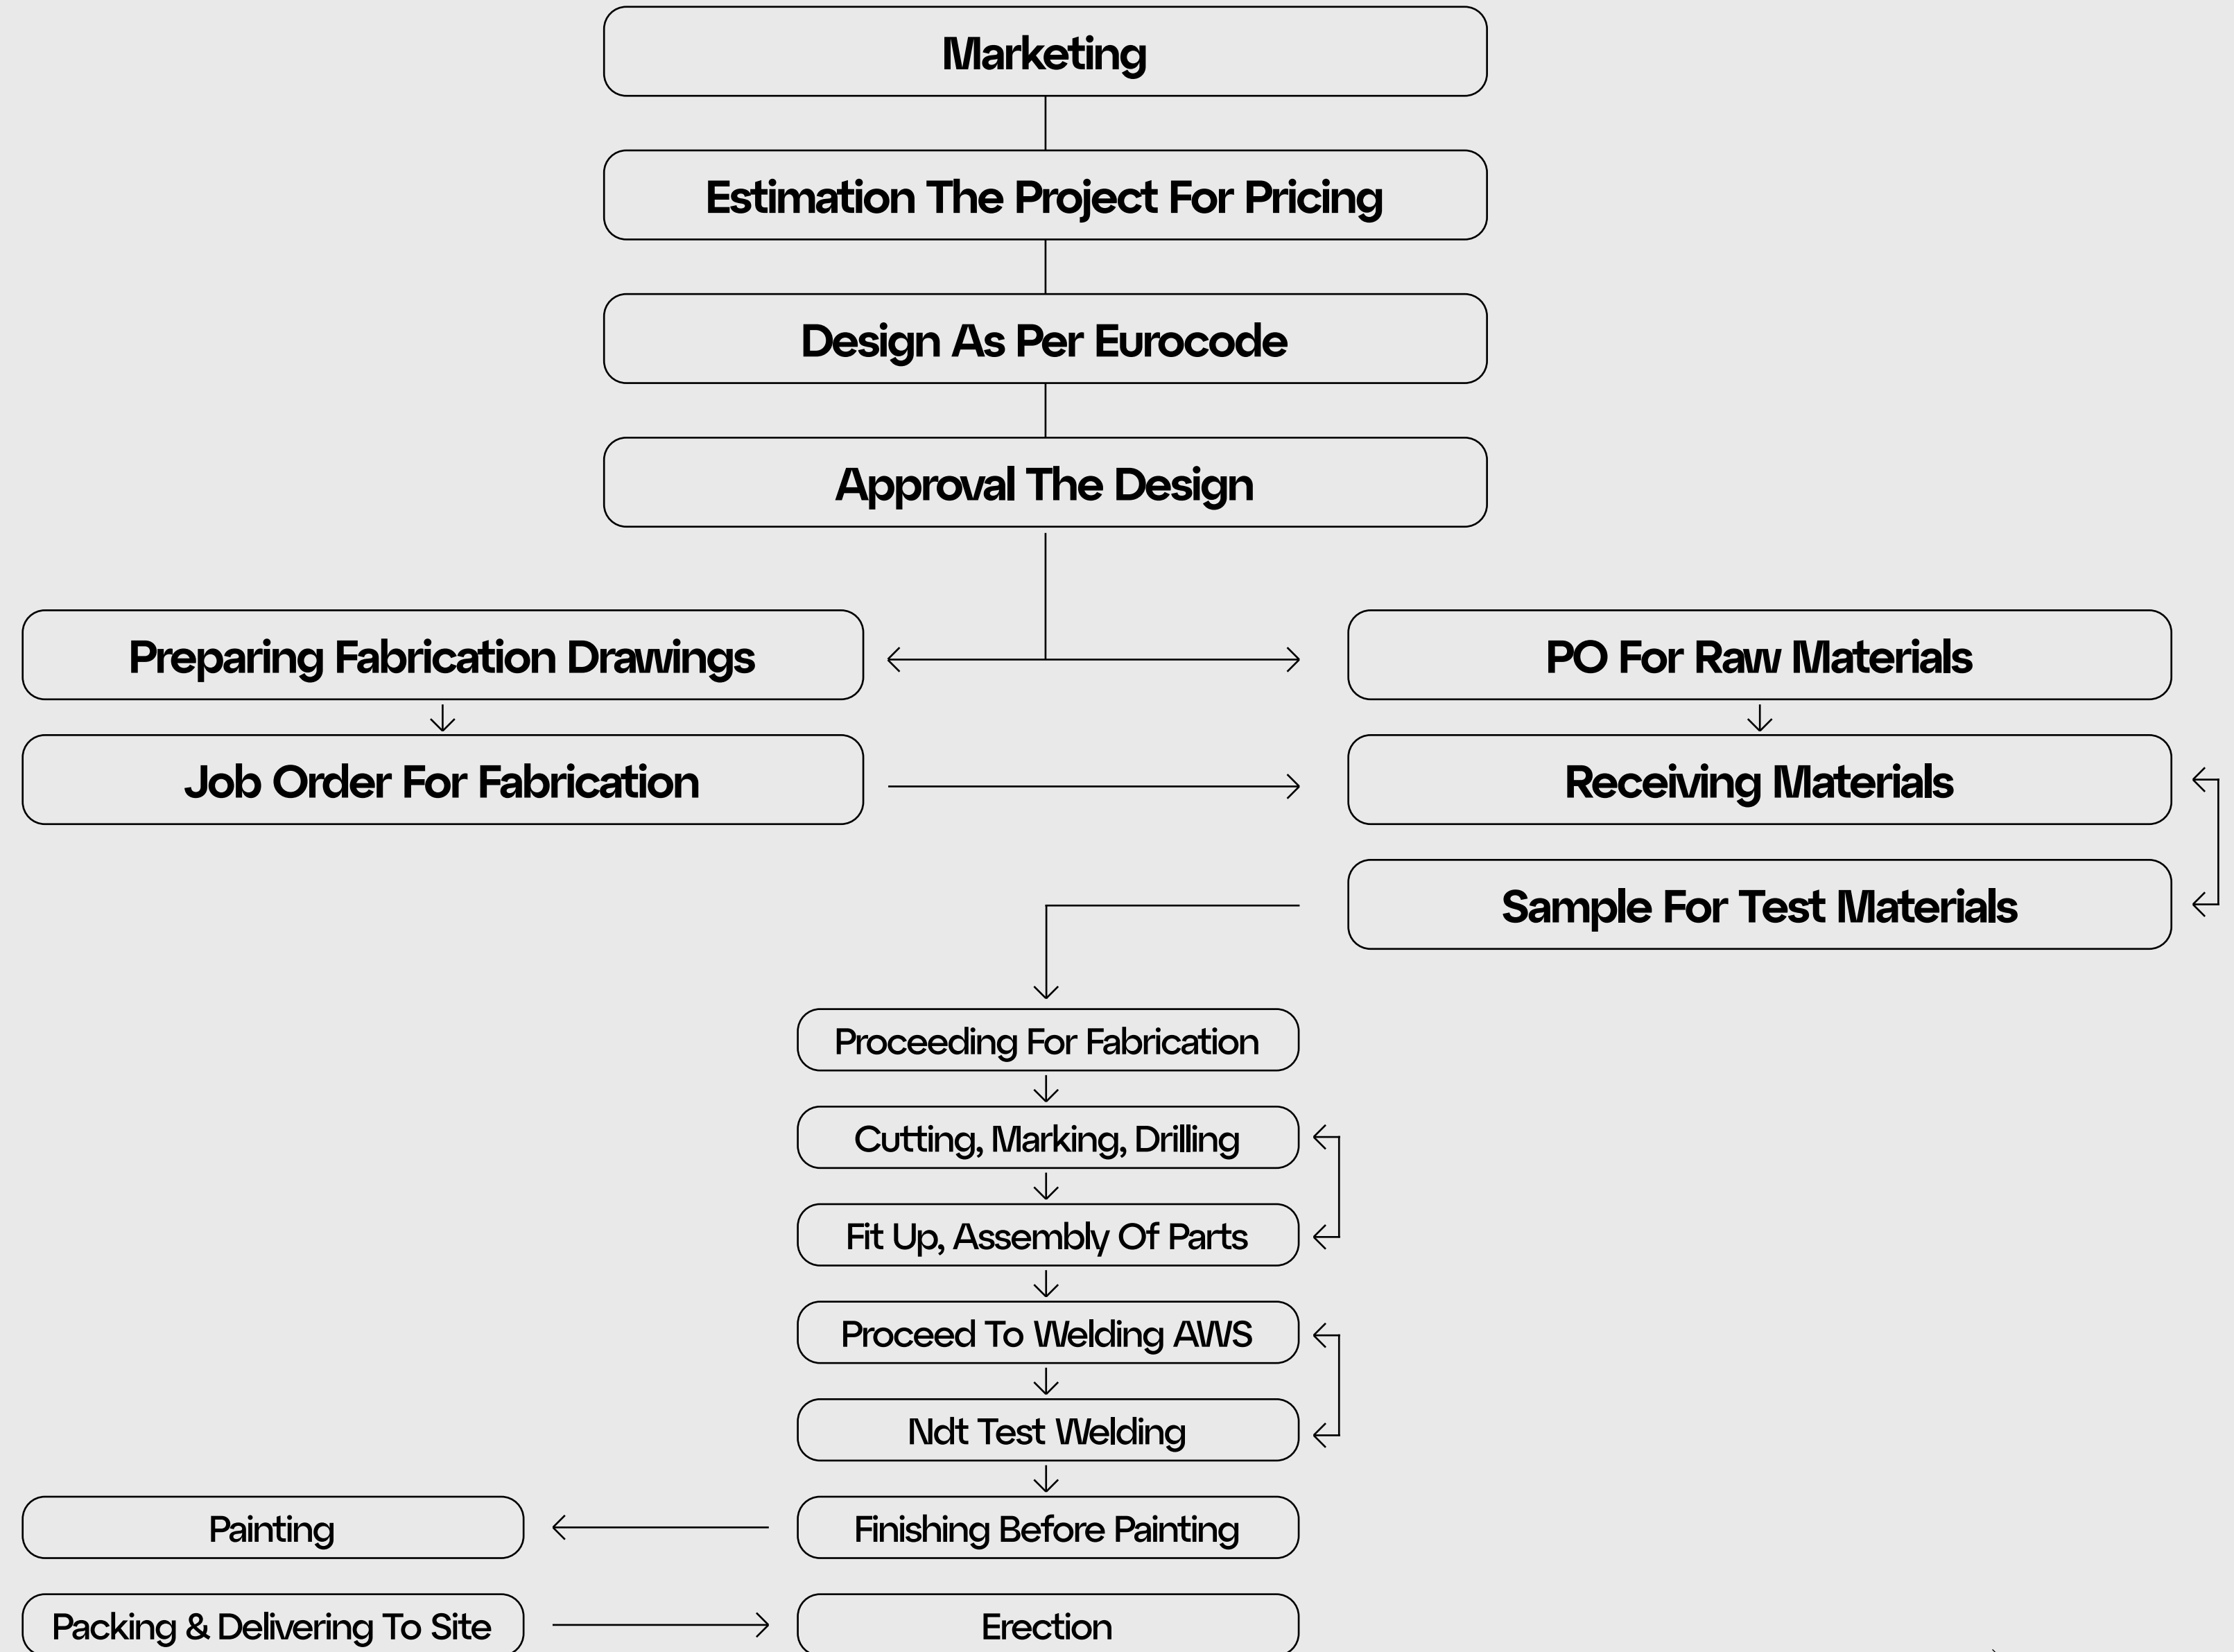 Marketing
Estimation The Project For Pricing
Design As Per Eurocode
Approval The Design
Preparing Fabrication Drawings
PO For Raw Materials
Job Order For Fabrication
Receiving Materials
Sample For Test Materials
Proceeding For Fabrication
Cutting, Marking, Drilling
Fit Up, Assembly Of Parts
Proceed To Welding AWS
Ndt Test Welding
Painting
Finishing Before Painting
Packing & Delivering To Site
Erection